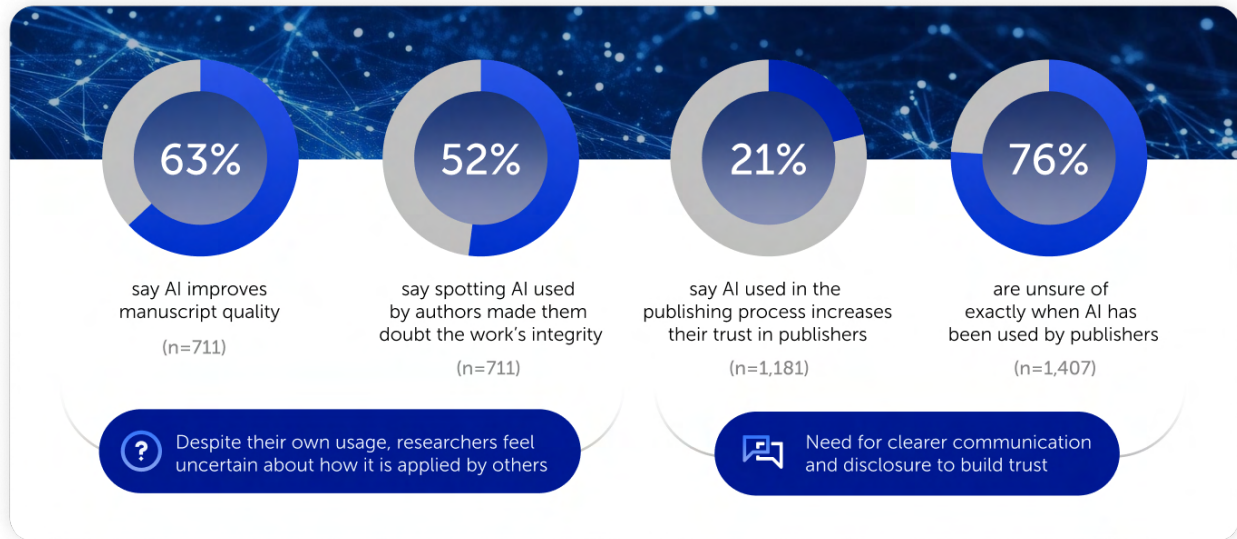 63%
say AI improves
manuscript quality
(n=711)
52%
say spotting AI used
by authors made them
doubt the work's integrity
(n=711)
21%
say AI used in the
publishing process increases
their trust in publishers
(n=1,181)
76%
are unsure of
exactly when AI has
been used by publishers
(n=1,407)
?
Despite their own usage, researchers feel
uncertain about how it is applied by others
Need for clearer communication
and disclosure to build trust